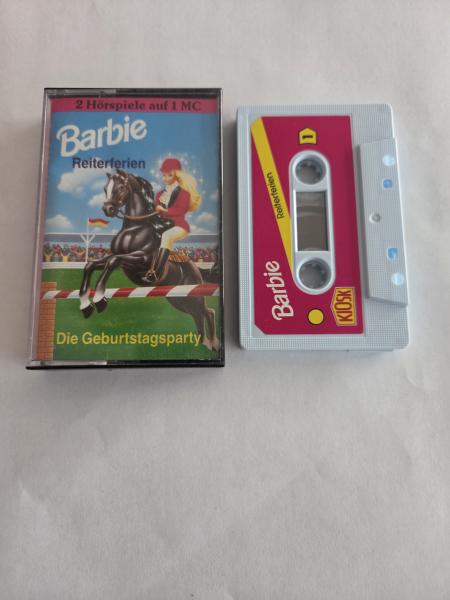 2 Hörspiele auf 1 MC
Barbie
Reiterferien
Die Geburtstagsparty
1
Reiterferien
Barbie
KIOSK